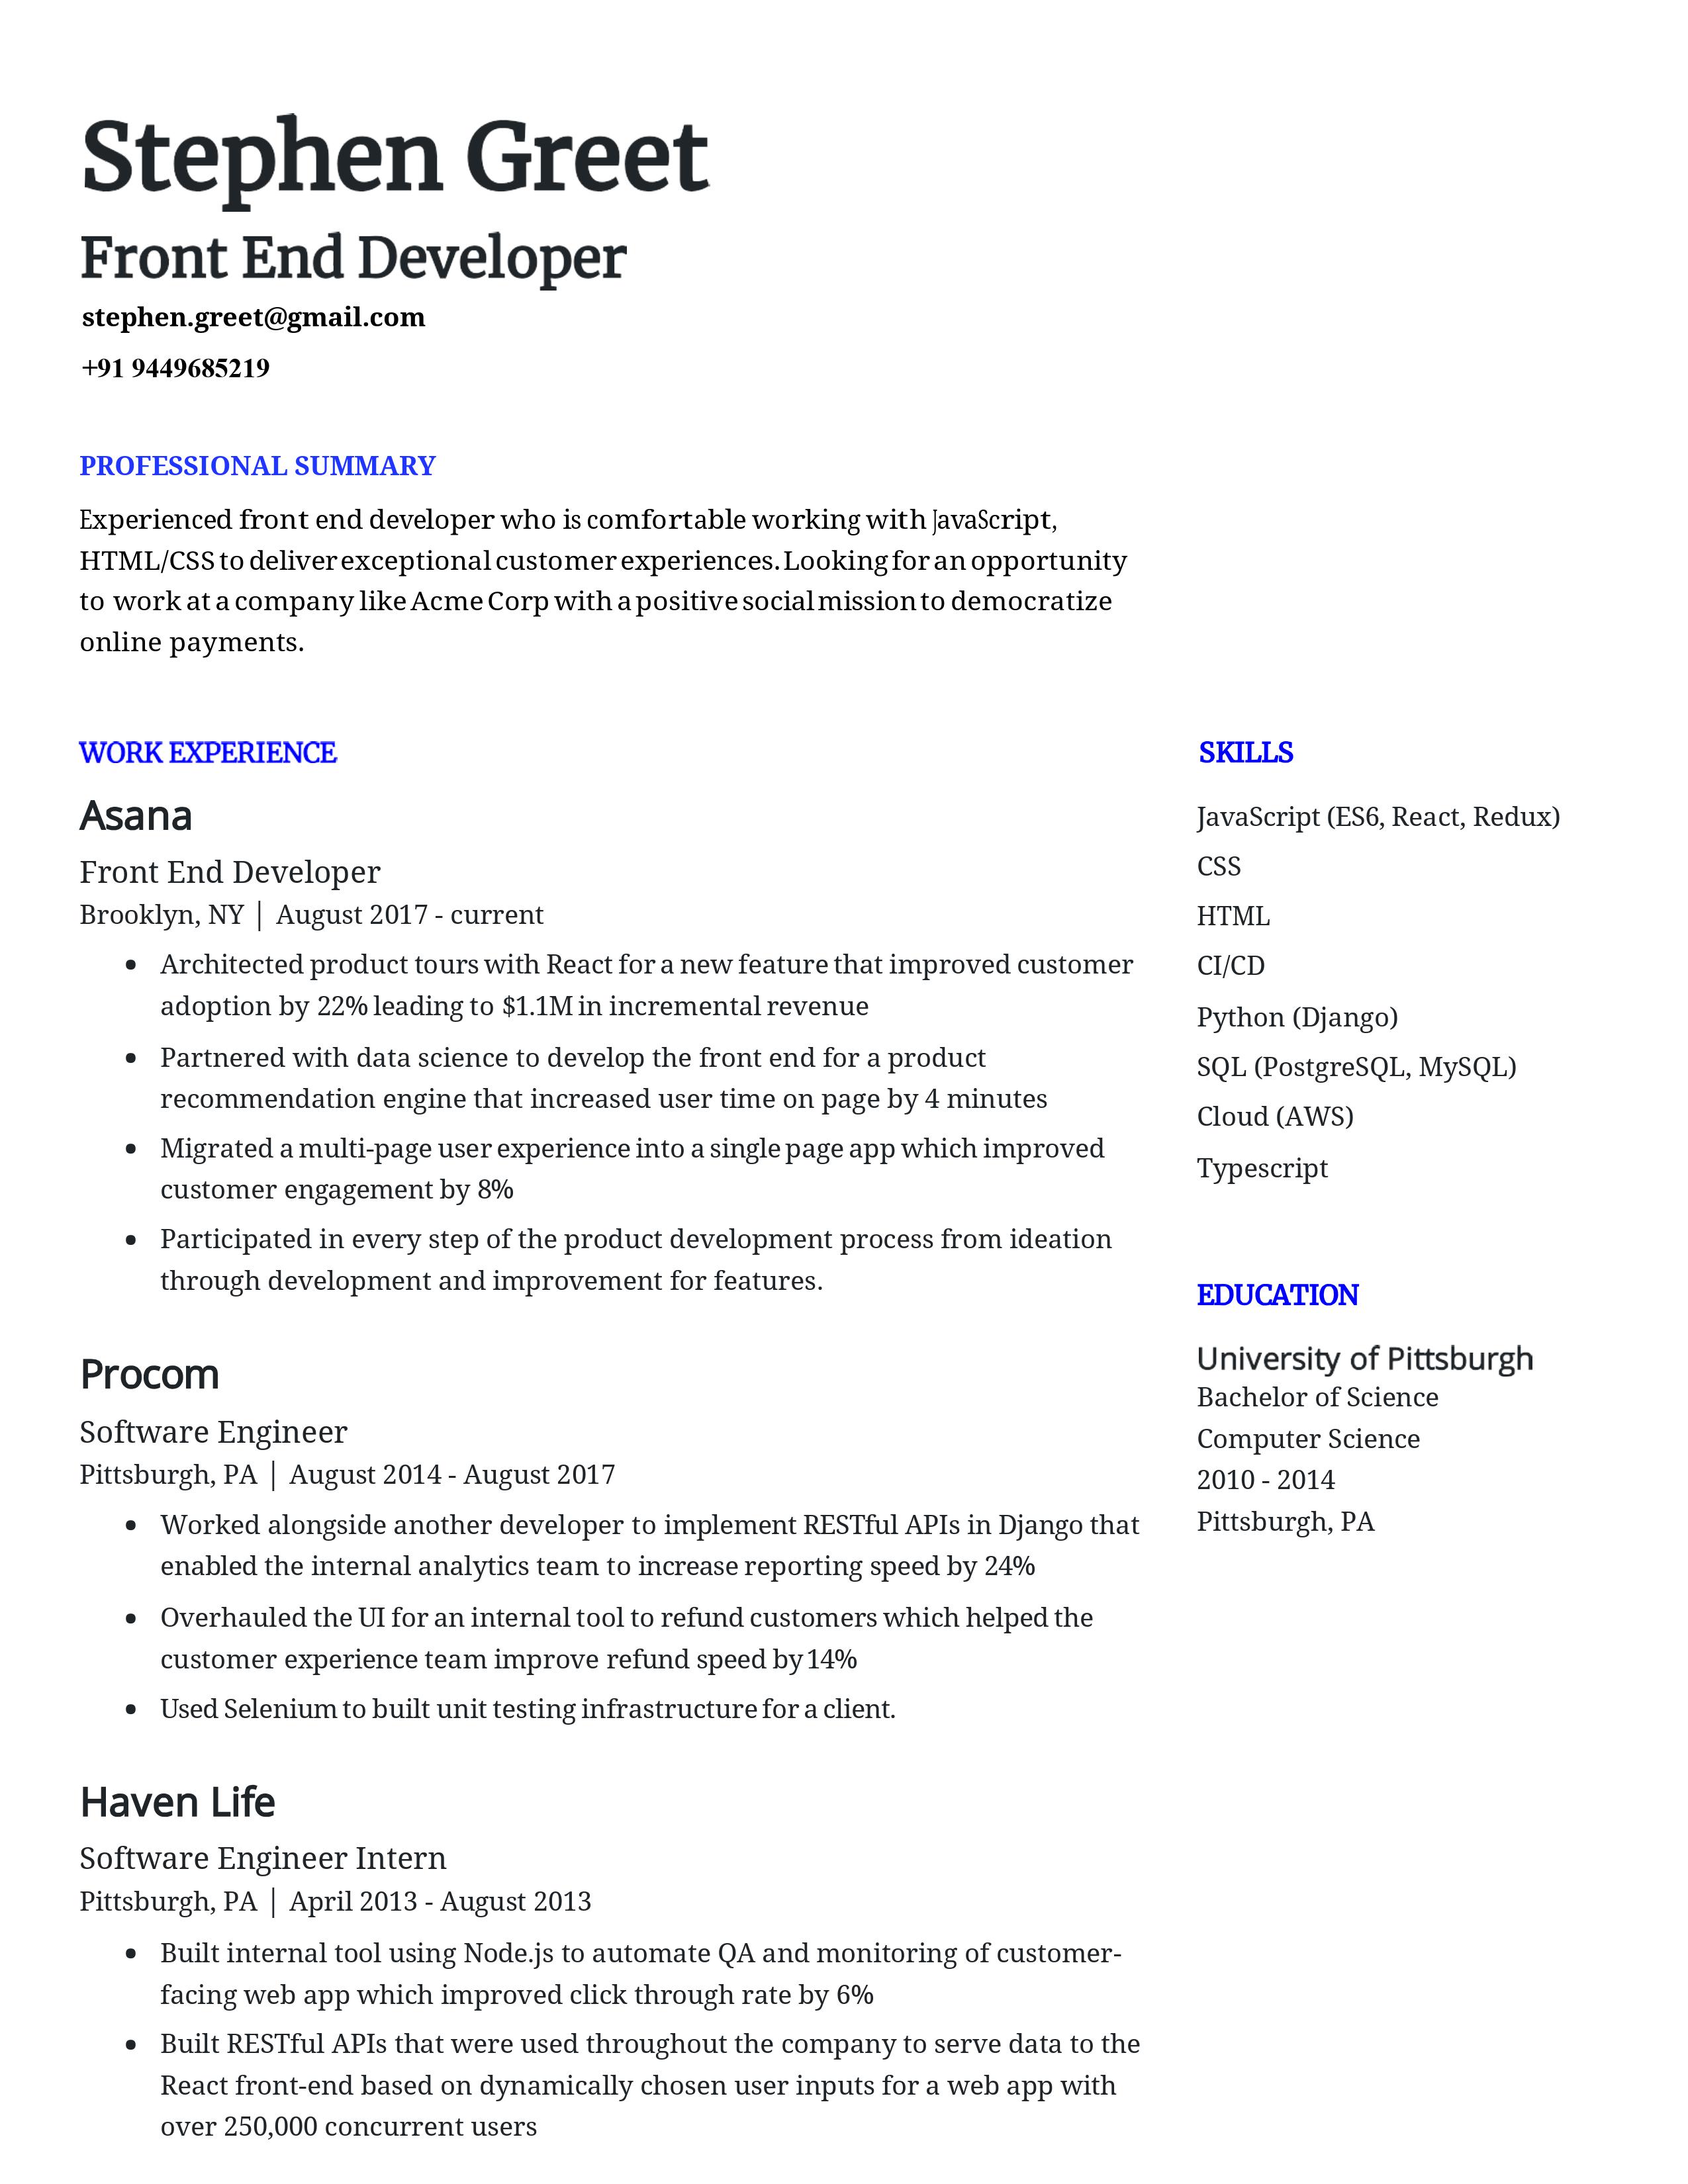 Stephen Greet
Front End Developer
stephen.greet@gmail.com
+91 9449685219
PROFESSIONAL SUMMARY
Experienced front end developer who is comfortable working with JavaScript,
HTML/CSS to deliver exceptional customer experiences. Looking for an opportunity
to work at a company like Acme Corp with a positive social mission to democratize
online payments.
WORK EXPERIENCE
Asana
Front End Developer
Brooklyn, NY | August 2017 - current
• Architected product tours with React for a new feature that improved customer
adoption by 22% leading to $1.1M in incremental revenue
• Partnered with data science to develop the front end for a product
recommendation engine that increased user time on page by 4 minutes
• Migrated a multi-page user experience into a single page app which improved
customer engagement by 8%
• Participated in every step of the product development process from ideation
through development and improvement for features.
Procom
Software Engineer
Pittsburgh, PA | August 2014 - August 2017
• Worked alongside another developer to implement RESTful APIs in Django that
enabled the internal analytics team to increase reporting speed by 24%
• Overhauled the UI for an internal tool to refund customers which helped the
customer experience team improve refund speed by 14%
• Used Selenium to built unit testing infrastructure for a client.
Haven Life
Software Engineer Intern
Pittsburgh, PA | April 2013 - August 2013
• Built internal tool using Node.js to automate QA and monitoring of customer-
facing web app which improved click through rate by 6%
• Built RESTful APIs that were used throughout the company to serve data to the
React front-end based on dynamically chosen user inputs for a web app with
over 250,000 concurrent users
SKILLS
JavaScript (ES6, React, Redux)
CSS
HTML
CI/CD
Python (Django)
SQL (PostgreSQL, MySQL)
Cloud (AWS)
Typescript
EDUCATION
University of Pittsburgh
Bachelor of Science
Computer Science
2010 - 2014
Pittsburgh, PA